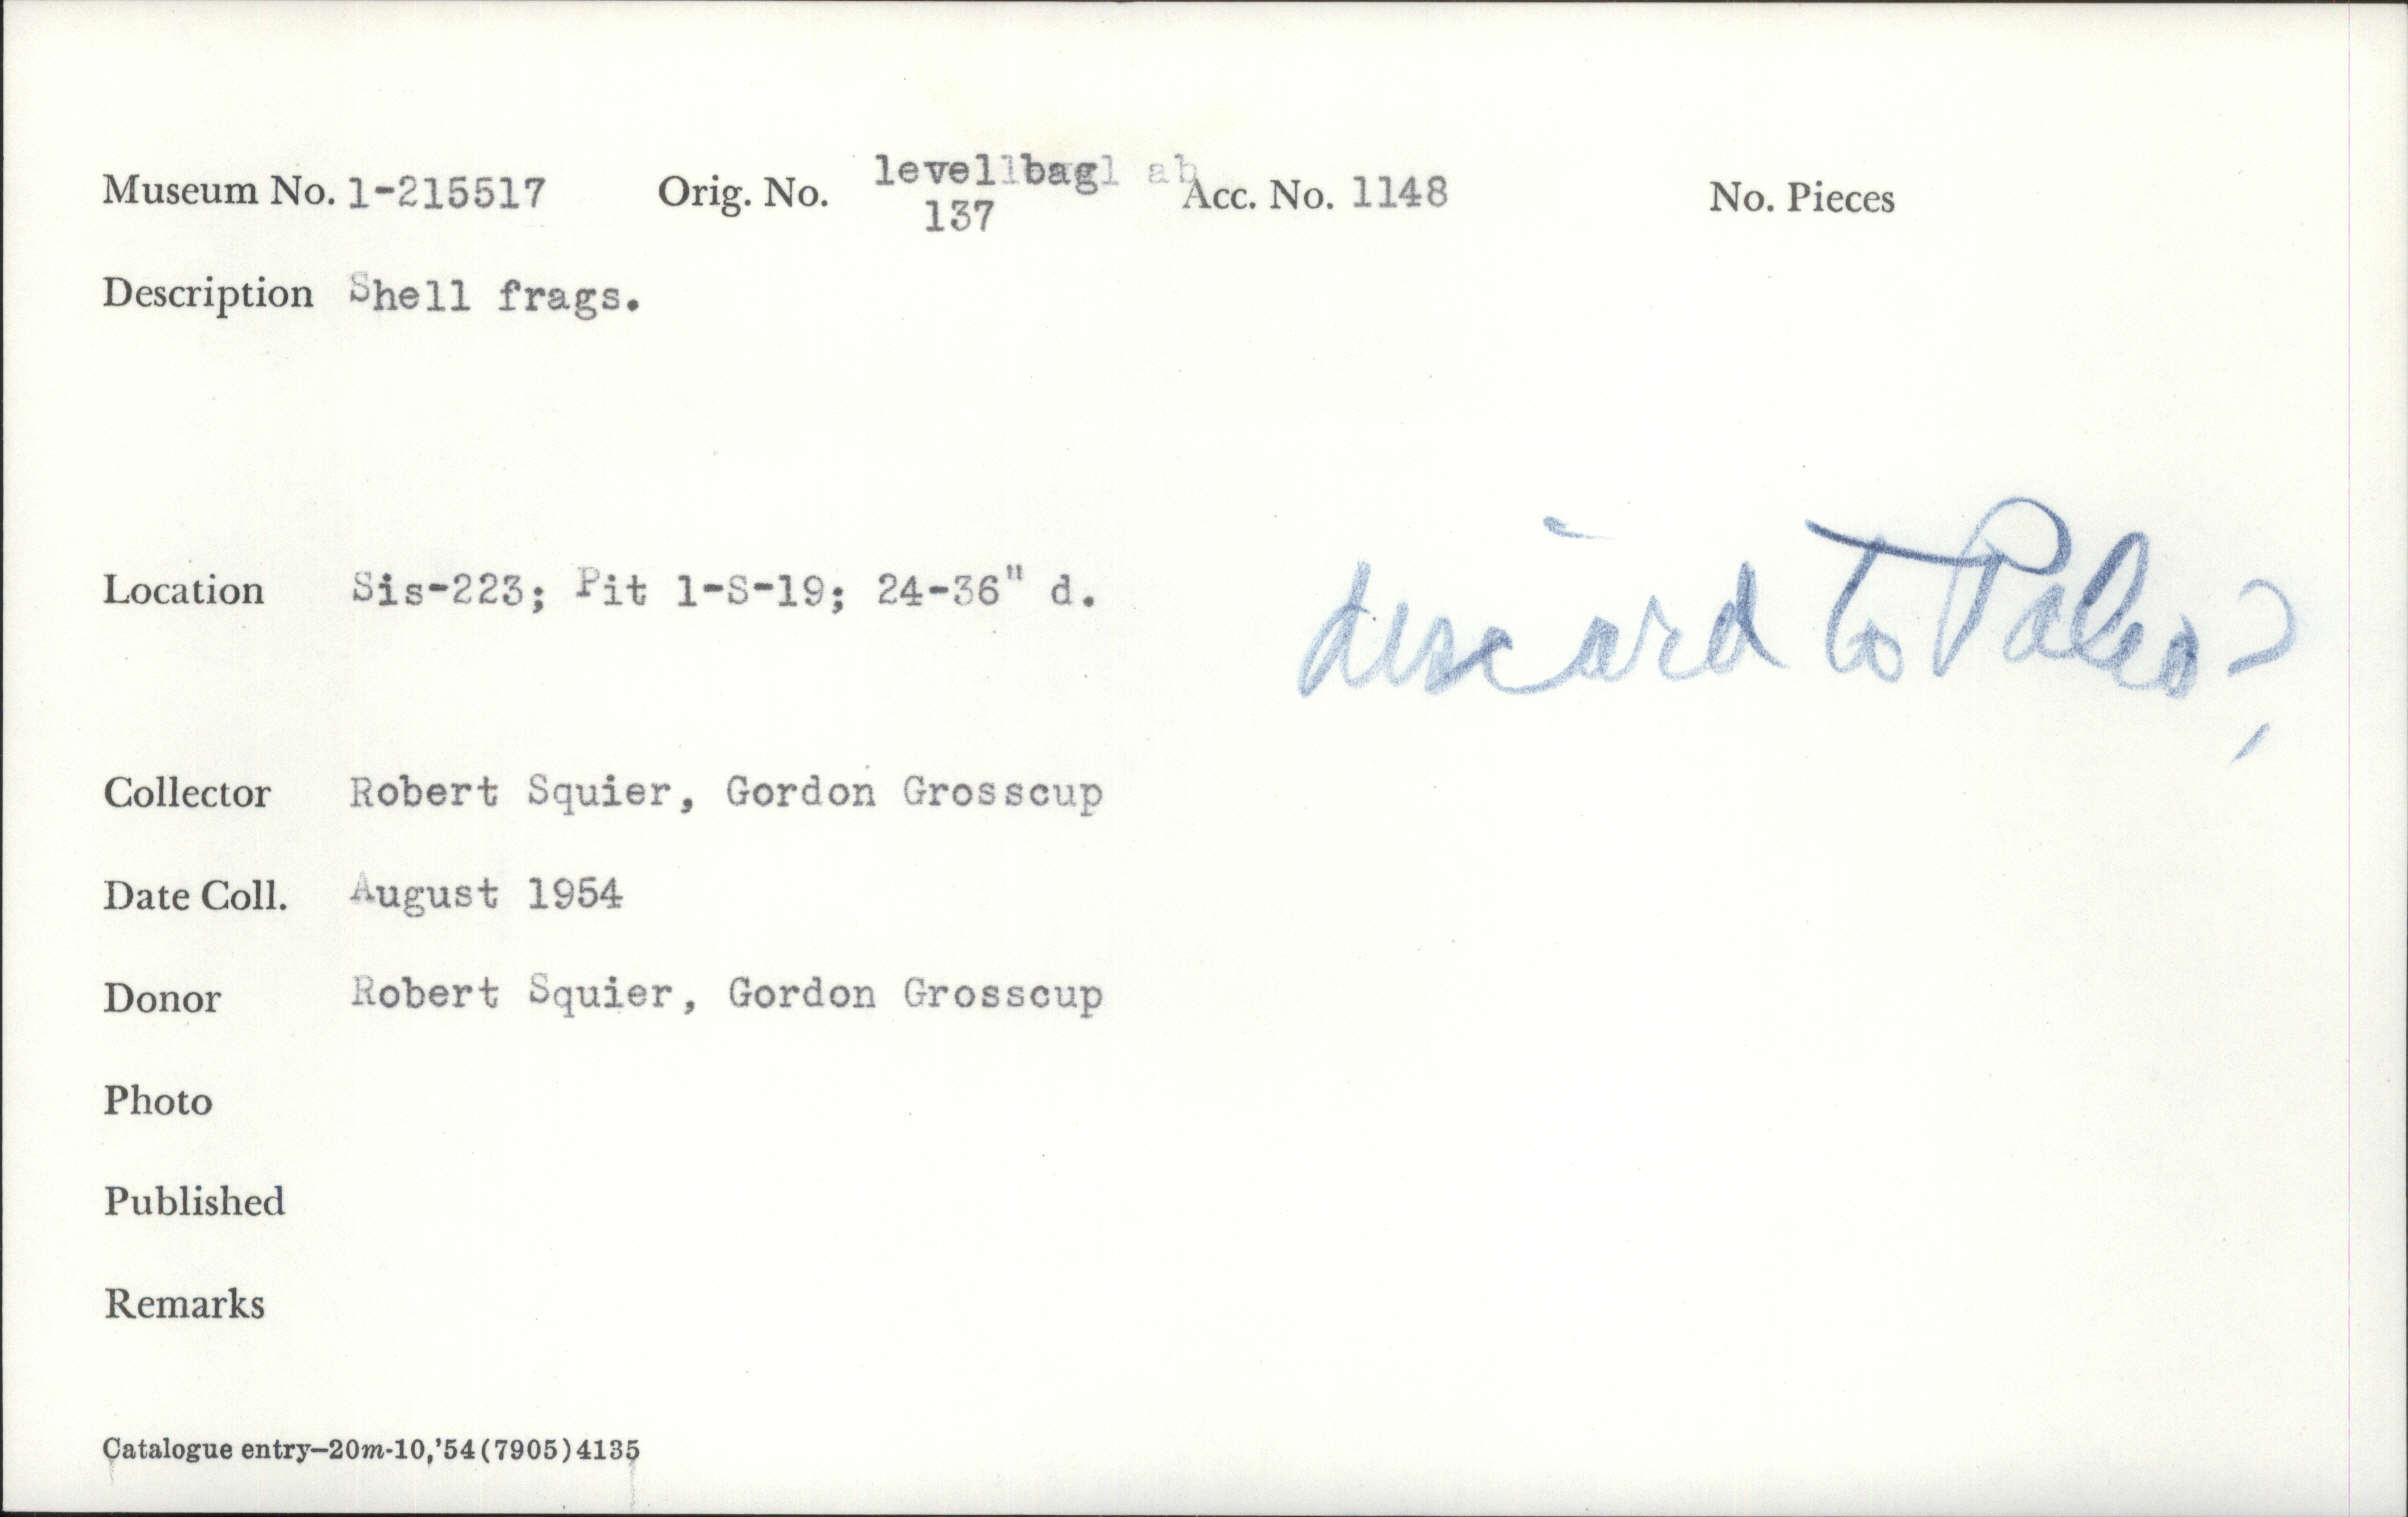 Museum No. 1-215517 Orig. No. level bag Acc. No. 1148 No. Pieces
137
Description Shell frags.
Location Sis-223; Pit 1-S-19; 24-36" d.
discard to Paleo?
Collector Robert Squier, Gordon Grosscup
Date Coll. August 1954
Donor Robert Squier, Gordon Grosscup
Photo
Published
Remarks
Catalogue entry—20m-10,'54(7905)4135